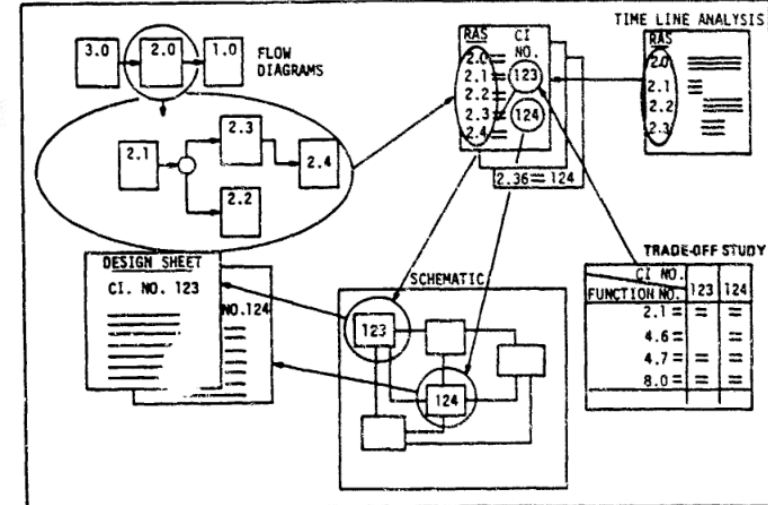 TIME LINE ANALYSIS
3.0
2.0
1.0
FLOW
DIAGRAMS
RAS
CI
NO.
2.0
2.1
2.2
2.3
2.4
123
124
2.36 = 124
RAS
2.0
2.1
2.2
2.3
2.1
2.3
2.2
2.4
DESIGN SHEET
CI. NO. 123
NO.124
SCHEMATIC
123
124
TRADE-OFF STUDY
CI NO.
FUNCTION NO.
123
124
2.1 = = =
4.6 = =
4.7 = = =
8.0 = = =